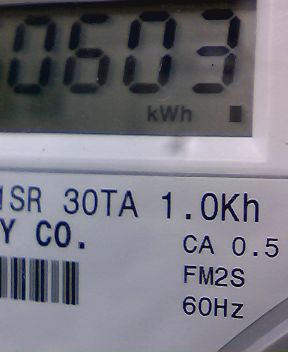 0603
kWh
1SR 30TA 1.0Kh
Y CO.
CA 0.5
FM2S
60Hz